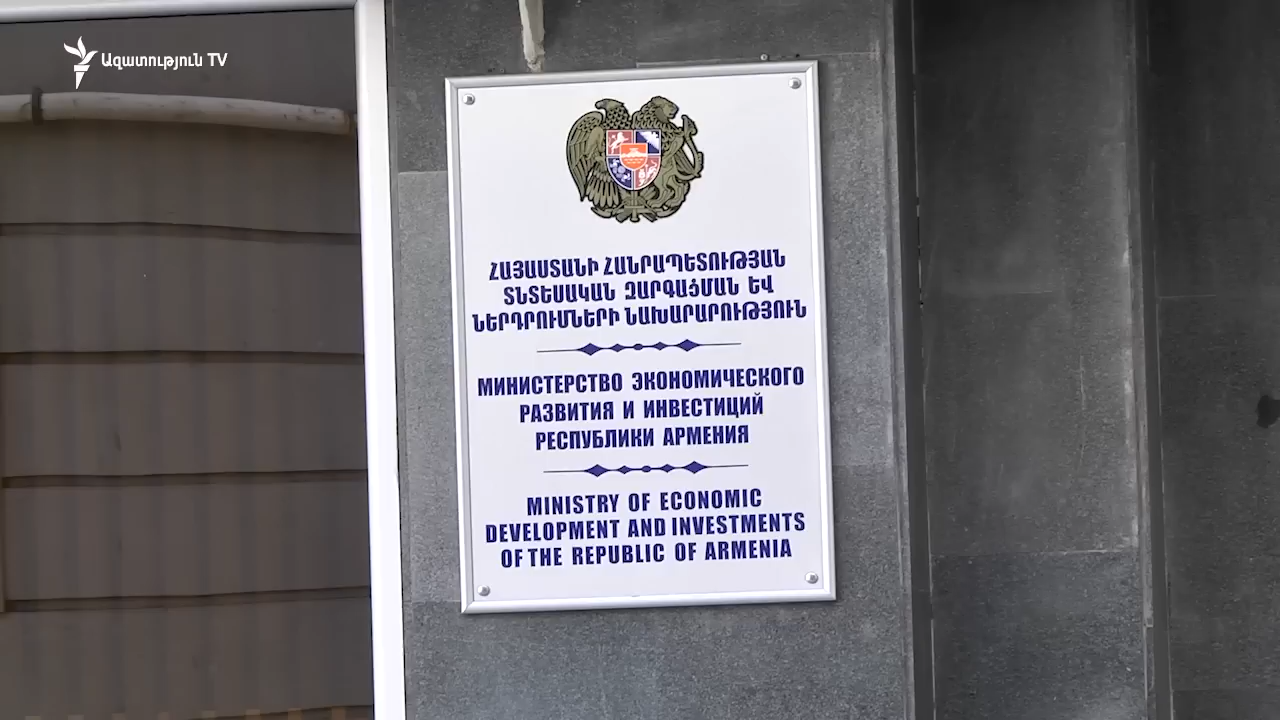 Ազատություն TV
ՀԱՅԱՍՏԱՆԻ ՀԱՆՐԱՊԵՏՈՒԹՅԱՆ
ՏՆՏԵՍԱԿԱՆ ԶԱՐԳԱՑՄԱՆ ԵՎ
ՆԵՐԴՐՈՒՄՆԵՐԻ ՆԱԽԱՐԱՐՈՒԹՅՈՒՆ
МИНИСТЕРСТВО ЭКОНОМИЧЕСКОГО
РАЗВИТИЯ И ИНВЕСТИЦИЙ
РЕСПУБЛИКИ АРМЕНИЯ
MINISTRY OF ECONOMIC
DEVELOPMENT AND INVESTMENTS
OF THE REPUBLIC OF ARMENIA